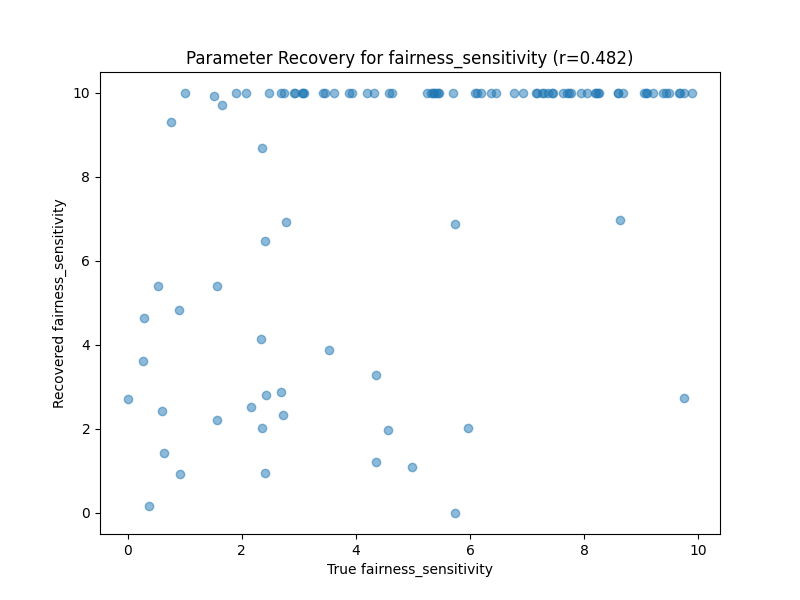 Parameter Recovery for fairness_sensitivity (r=0.482)
10
8
6
4
2
0
Recovered fairness_sensitivity
0 2 4 6 8 10
True fairness_sensitivity